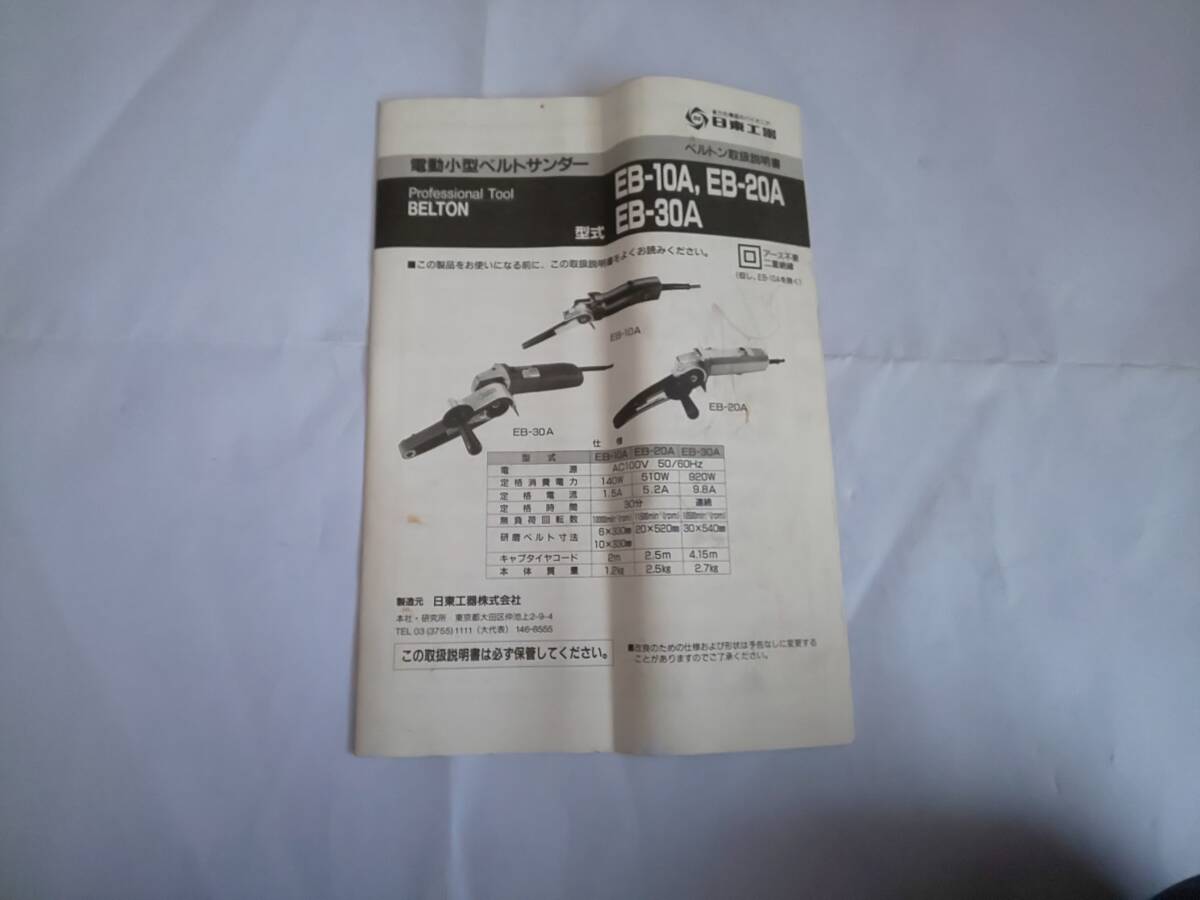 日東工器
電動小型ベルトサンダー ベルトン取扱説明書
Professional Tool
BELTON
型式 EB-10A, EB-20A
EB-30A
■この製品をお使いになる前に、この取扱説明書をよくお読みください。
アース不要
二重絶縁
(但し、EB-10Aを除く)
EB-10A
EB-20A
EB-30A
仕 様
型 式 EB-10A EB-20A EB-30A
電 源 AC100V 50/60Hz
定格消費電力 140W 510W 920W
定格電流 1.5A 5.2A 9.8A
定格時間 30分 連続
無負荷回転数
研磨ベルト寸法 6×330㎜ 20×520㎜ 30×540㎜
10×330㎜
キャブタイヤコード 2m 2.5m 4.15m
本体質量 1.2kg 2.5kg 2.7kg
製造元 日東工器株式会社
本社・研究所 東京都大田区仲池上2-9-4
TEL 03(3755)1111(大代表) 146-8555
この取扱説明書は必ず保管してください。
■改良のための仕様および形状は予告なしに変更する
ことがありますのでご了承ください。